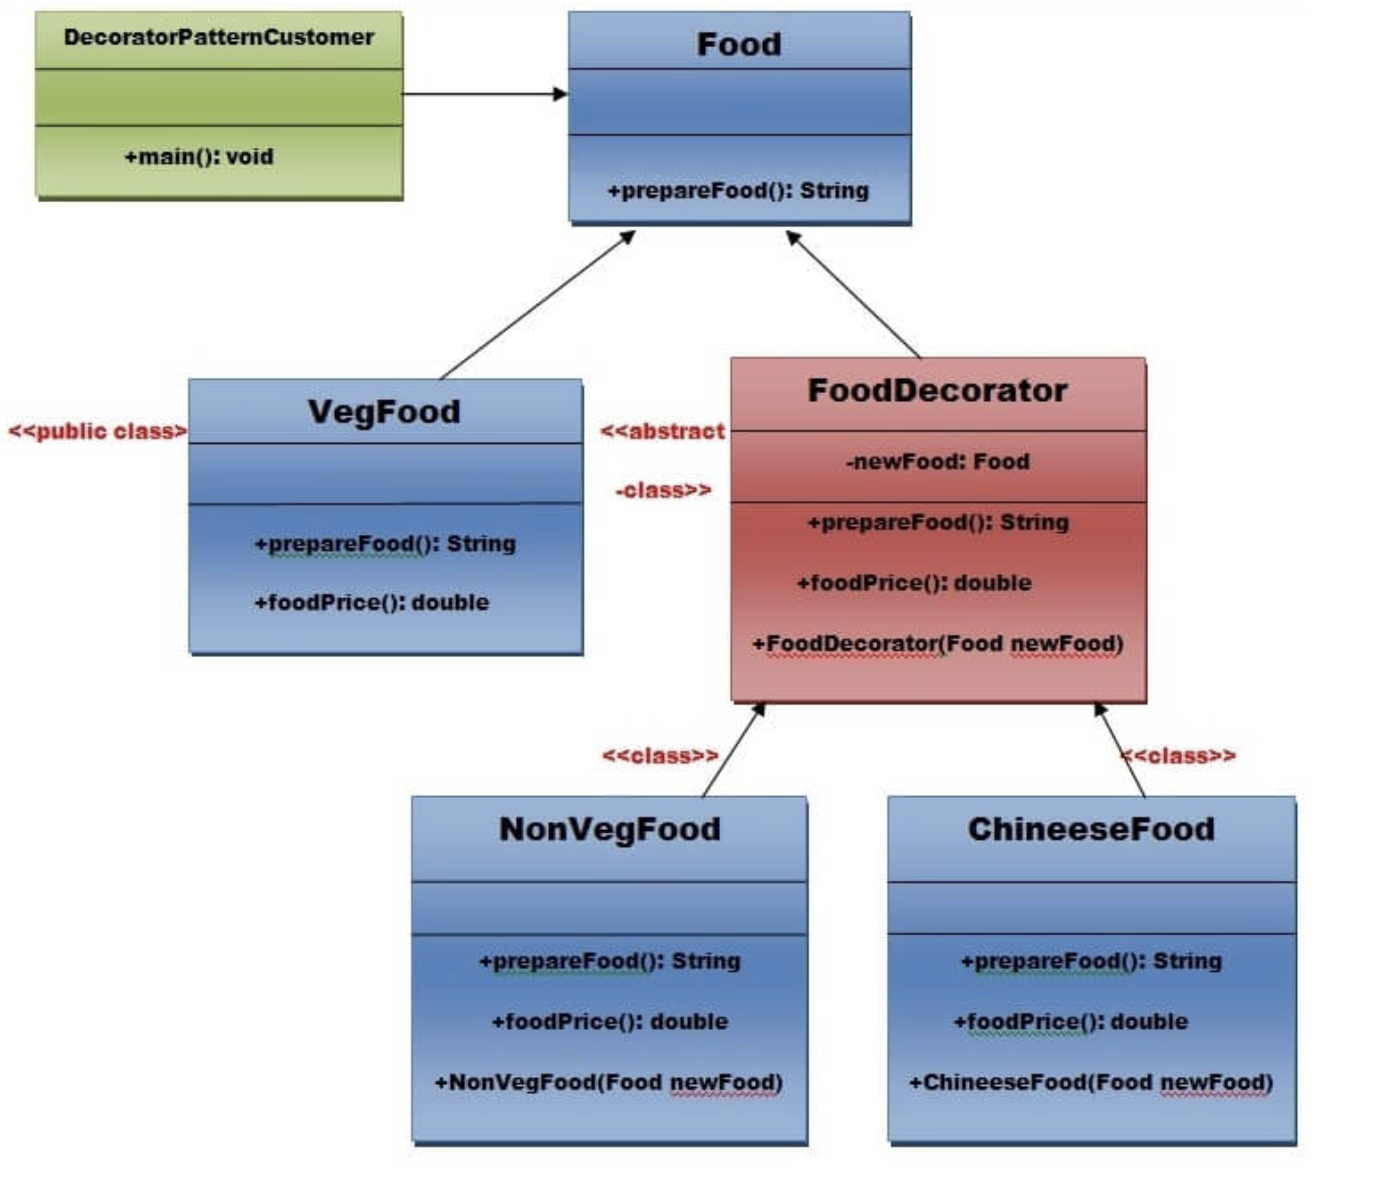 DecoratorPatternCustomer
+main(): void
Food
+prepareFood(): String
<<public class>
VegFood
+prepareFood(): String
+foodPrice(): double
<<abstract
-class>>
FoodDecorator
-newFood: Food
+prepareFood(): String
+foodPrice(): double
+FoodDecorator(Food newFood)
<<class>>
NonVegFood
+prepareFood(): String
+foodPrice(): double
+NonVegFood(Food newFood)
<<class>>
ChineeseFood
+prepareFood(): String
+foodPrice(): double
+ChineeseFood(Food newFood)